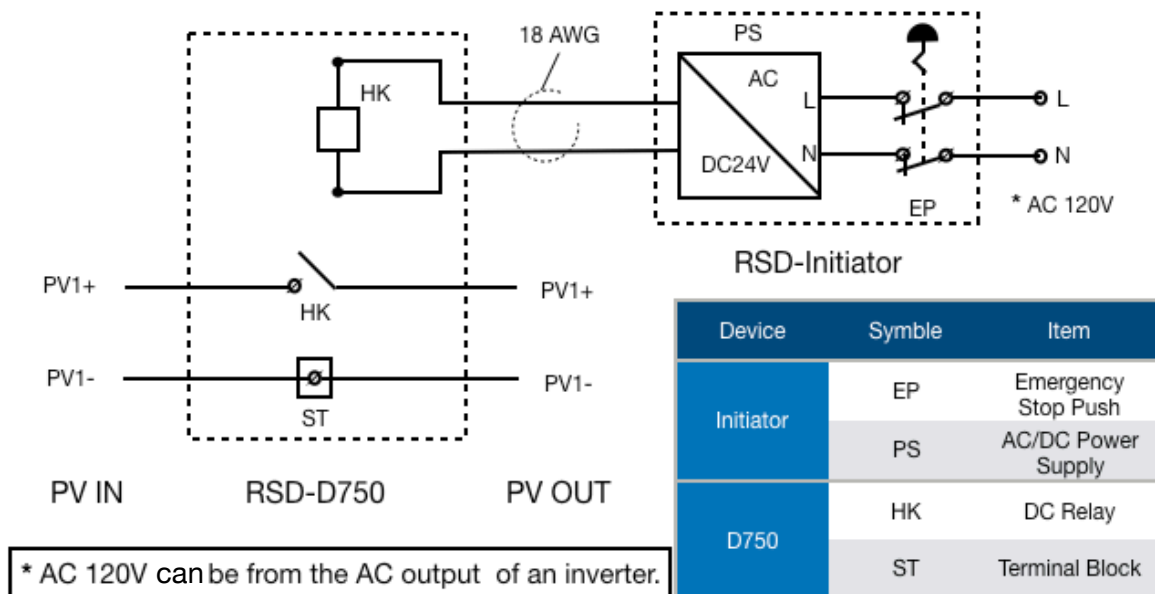 18 AWG
PS
HK
AC
L
L
DC24V
N
N
EP
* AC 120V
RSD-Initiator
PV1+
HK
PV1+
PV1-
ST
PV1-
PV IN
RSD-D750
PV OUT
* AC 120V can be from the AC output of an inverter.
Device Symble Item
Initiator
EP
Emergency
Stop Push
PS
AC/DC Power
Supply
D750
HK
DC Relay
ST
Terminal Block